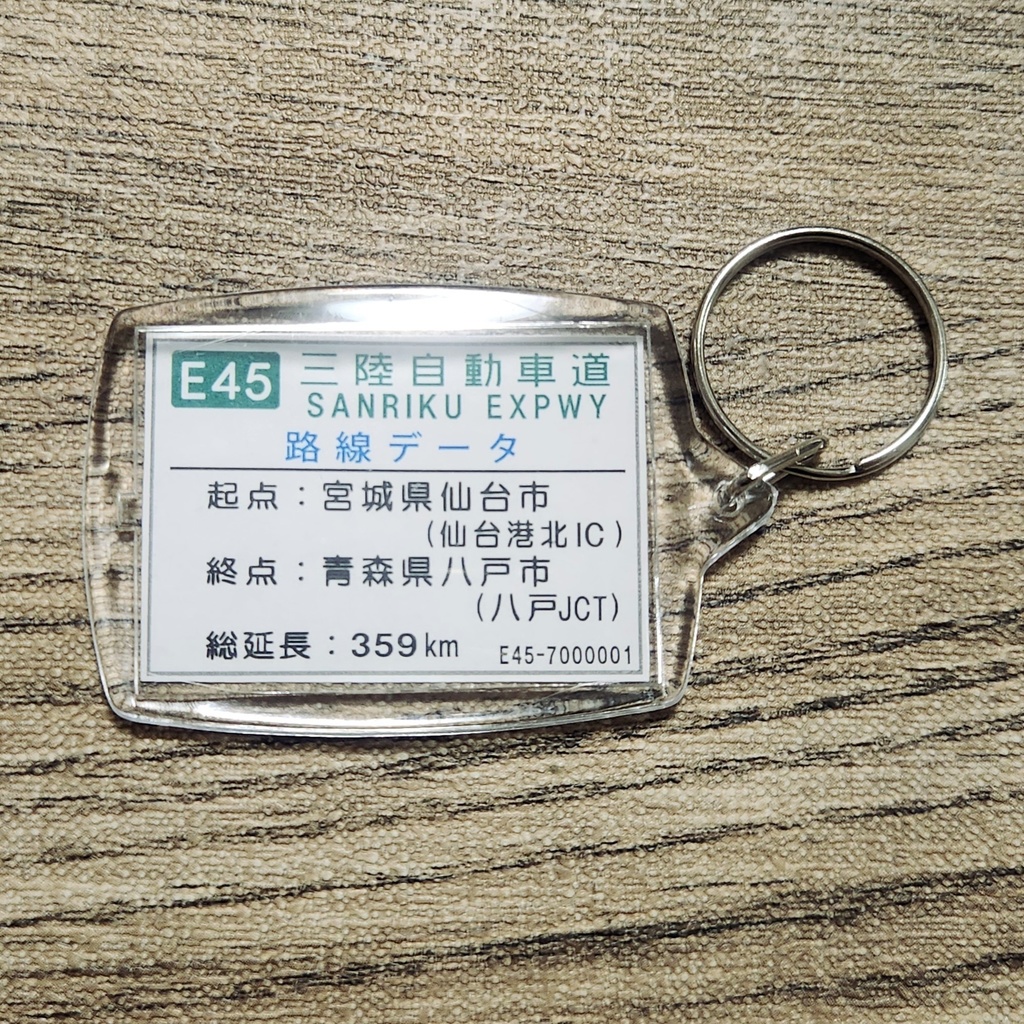 E45 三陸自動車道
SANRIKU EXPWY
路線データ
起点：宮城県仙台市
(仙台港北IC)
終点：青森県八戸市
(八戸JCT)
総延長：359km
E45-7000001